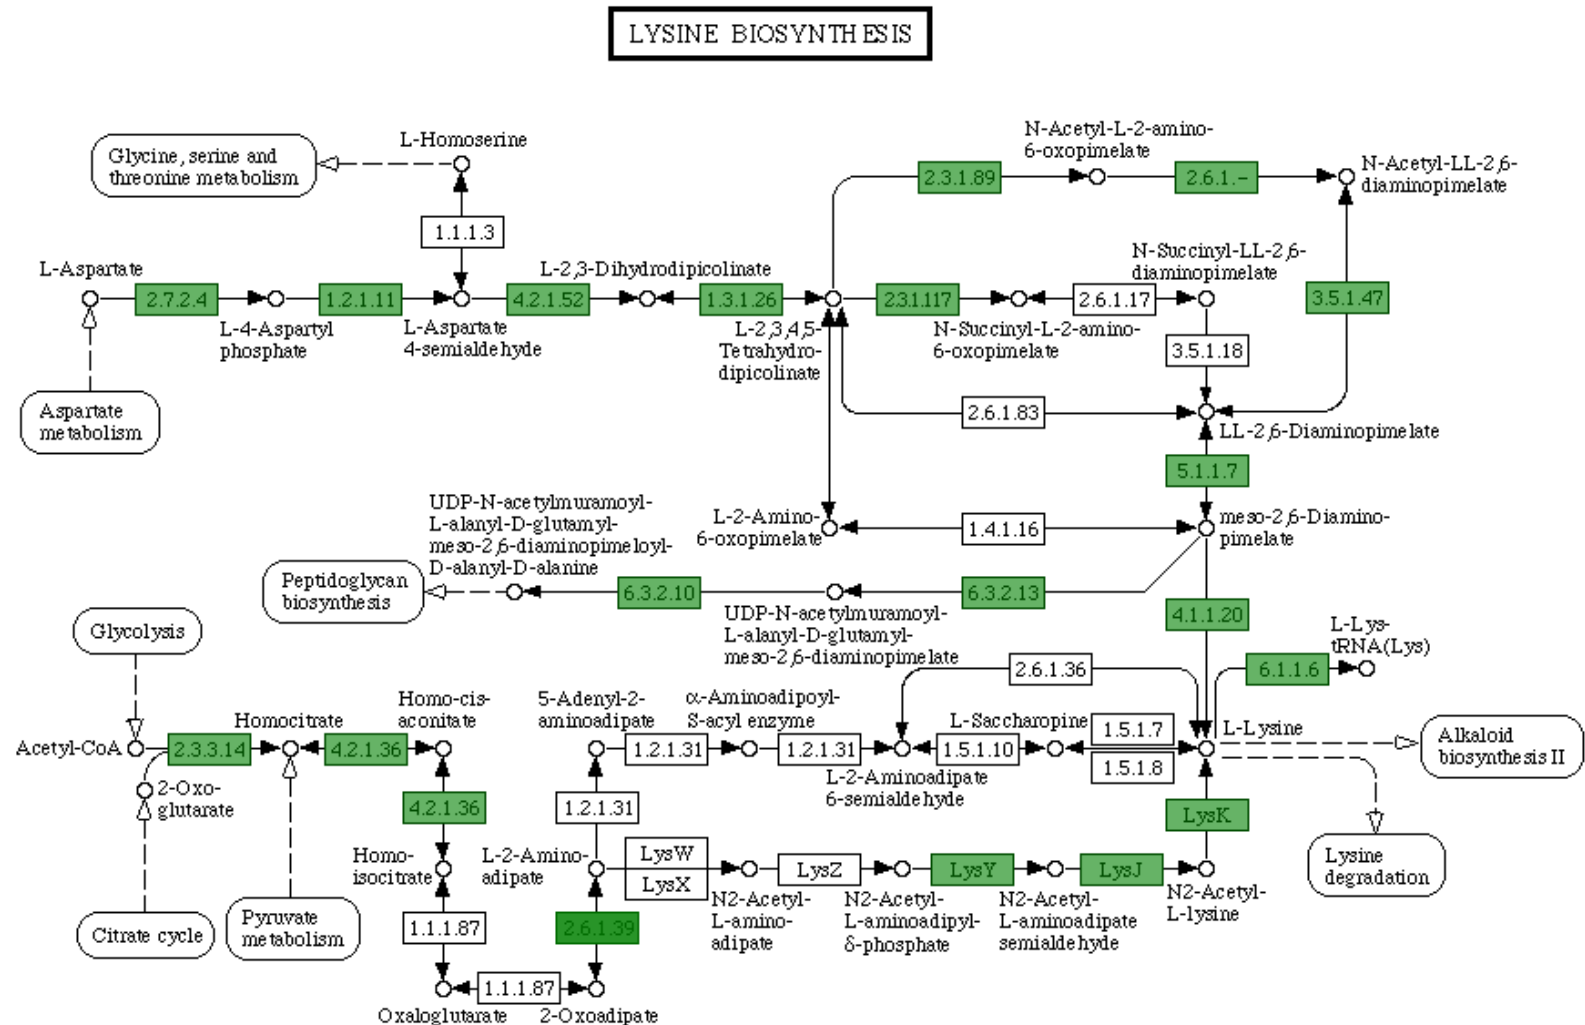 LYSINE BIOSYNTHESIS
Glycine, serine and
threonine metabolism
L-Homoserine
1.1.1.3
N-Acetyl-L-2-amino-
6-oxopimelate
2.3.1.89
2.6.1.-
N-Acetyl-LL-2,6-
diaminopimelate
L-Aspartate
2.7.2.4
L-4-Aspartyl
phosphate
1.2.1.11
L-Aspartate
4-semialdehyde
4.2.1.52
L-2,3-Dihydrodipicolinate
1.3.1.26
L-2,3,4,5-
Tetrahydro-
dipicolinate
2.3.1.117
N-Succinyl-L-2-amino-
6-oxopimelate
2.6.1.17
N-Succinyl-LL-2,6-
diaminopimelate
3.5.1.47
3.5.1.18
Aspartate
metabolism
2.6.1.83
LL-2,6-Diaminopimelate
5.1.1.7
UDP-N-acetylmuramoyl-
L-alanyl-D-glutamyl-
meso-2,6-diaminopimeloyl-
D-alanyl-D-alanine
L-2-Amino-
6-oxopimelate
1.4.1.16
meso-2,6-Diamino-
pimelate
Peptidoglycan
biosynthesis
6.3.2.10
6.3.2.13
UDP-N-acetylmuramoyl-
L-alanyl-D-glutamyl-
meso-2,6-diaminopimelate
4.1.1.20
L-Lys-
tRNA(Lys)
6.1.1.6
Glycolysis
2.6.1.36
Acetyl-CoA
2.3.3.14
Homocitrate
4.2.1.36
Homo-cis-
aconitate
5-Adenyl-2-
aminoadipate
1.2.1.31
α-Aminoadipoyl-
S-acyl enzyme
1.2.1.31
L-2-Aminoadipate
6-semialdehyde
1.5.1.10
L-Saccharopine
1.5.1.7
1.5.1.8
L-Lysine
Alkaloid
biosynthesis II
2-Oxo-
glutarate
4.2.1.36
1.2.1.31
LysK
Homo-
isocitrate
L-2-Amino-
adipate
LysW
LysX
N2-Acetyl-
L-amino-
adipate
LysZ
N2-Acetyl-
L-aminoadipyl-
δ-phosphate
LysY
N2-Acetyl-
L-aminoadipate
semialdehyde
LysJ
N2-Acetyl-
L-lysine
Lysine
degradation
Citrate cycle
Pyruvate
metabolism
1.1.1.87
2.6.1.39
1.1.1.87
Oxaloglutarate
2-Oxoadipate